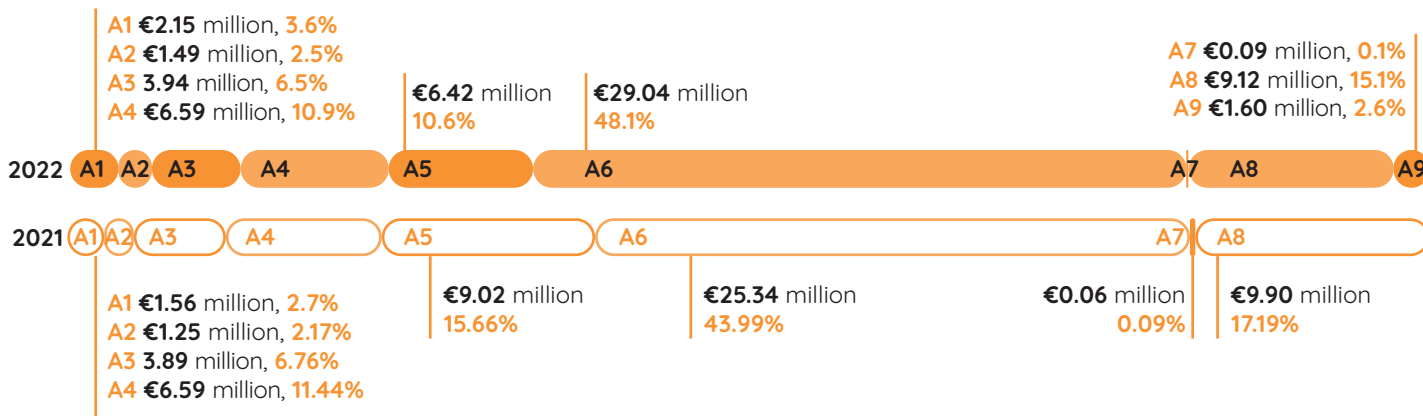 A1 €2.15 million, 3.6%
A2 €1.49 million, 2.5%
A3 3.94 million, 6.5%
A4 €6.59 million, 10.9%
€6.42 million
10.6%
€29.04 million
48.1%
A7 €0.09 million, 0.1%
A8 €9.12 million, 15.1%
A9 €1.60 million, 2.6%
2022 A1 A2 A3 A4 A5 A6 A7 A8 A9
2021 A1 A2 A3 A4 A5 A6 A7 A8
A1 €1.56 million, 2.7%
A2 €1.25 million, 2.17%
A3 3.89 million, 6.76%
A4 €6.59 million, 11.44%
€9.02 million
15.66%
€25.34 million
43.99%
€0.06 million
0.09%
€9.90 million
17.19%